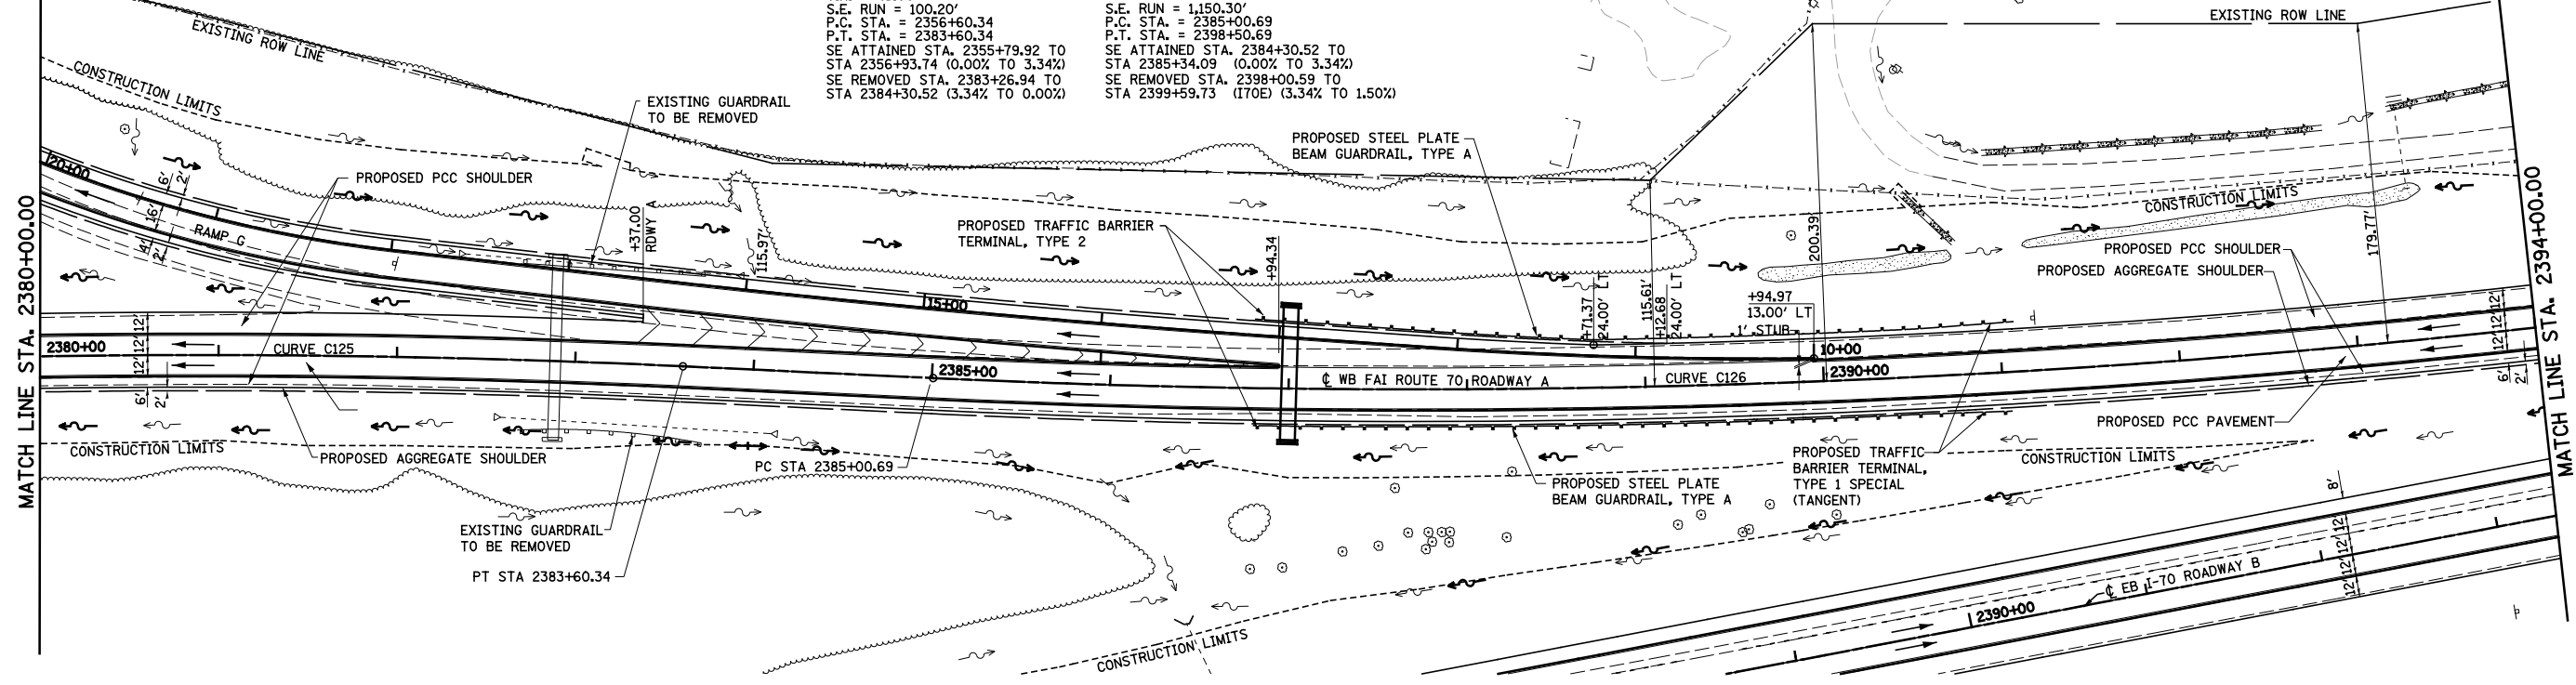 S.E. RUN = 100.20'
P.C. STA. = 2356+60.34
P.T. STA. = 2383+60.34
SE ATTAINED STA. 2355+79.92 TO
STA 2356+93.74 (0.00% TO 3.34%)
SE REMOVED STA. 2383+26.94 TO
STA 2384+30.52 (3.34% TO 0.00%)
S.E. RUN = 1,150.30'
P.C. STA. = 2385+00.69
P.T. STA. = 2398+50.69
SE ATTAINED STA. 2384+30.52 TO
STA 2385+34.09 (0.00% TO 3.34%)
SE REMOVED STA. 2398+00.59 TO
STA 2399+59.73 (I70E) (3.34% TO 1.50%)
EXISTING ROW LINE
EXISTING ROW LINE
CONSTRUCTION LIMITS
EXISTING GUARDRAIL
TO BE REMOVED
PROPOSED STEEL PLATE
BEAM GUARDRAIL, TYPE A
MATCH LINE STA. 2380+00.00
20+00
6'
2'
16'
4'
2'
RAMP G
PROPOSED PCC SHOULDER
+37.00
RDWY A
115.97'
PROPOSED TRAFFIC BARRIER
TERMINAL, TYPE 2
+94.34
15+00
+71.37
24.00' LT
115.61'
+12.68
24.00' LT
+94.97
13.00' LT
1' STUB
200.39'
10+00
CONSTRUCTION LIMITS
PROPOSED PCC SHOULDER
PROPOSED AGGREGATE SHOULDER
179.77'
MATCH LINE STA. 2394+00.00
2380+00
12'
12'
12'
CURVE C125
2385+00
℄ WB FAI ROUTE 70 ROADWAY A
CURVE C126
2390+00
12'
12'
12'
6'
2'
6'
2'
CONSTRUCTION LIMITS
PROPOSED AGGREGATE SHOULDER
PC STA 2385+00.69
PROPOSED PCC PAVEMENT
PROPOSED STEEL PLATE
BEAM GUARDRAIL, TYPE A
PROPOSED TRAFFIC
BARRIER TERMINAL,
TYPE 1 SPECIAL
(TANGENT)
CONSTRUCTION LIMITS
EXISTING GUARDRAIL
TO BE REMOVED
PT STA 2383+60.34
8'
12'
12'
12'
12'
℄ EB I-70 ROADWAY B
2390+00
CONSTRUCTION LIMITS